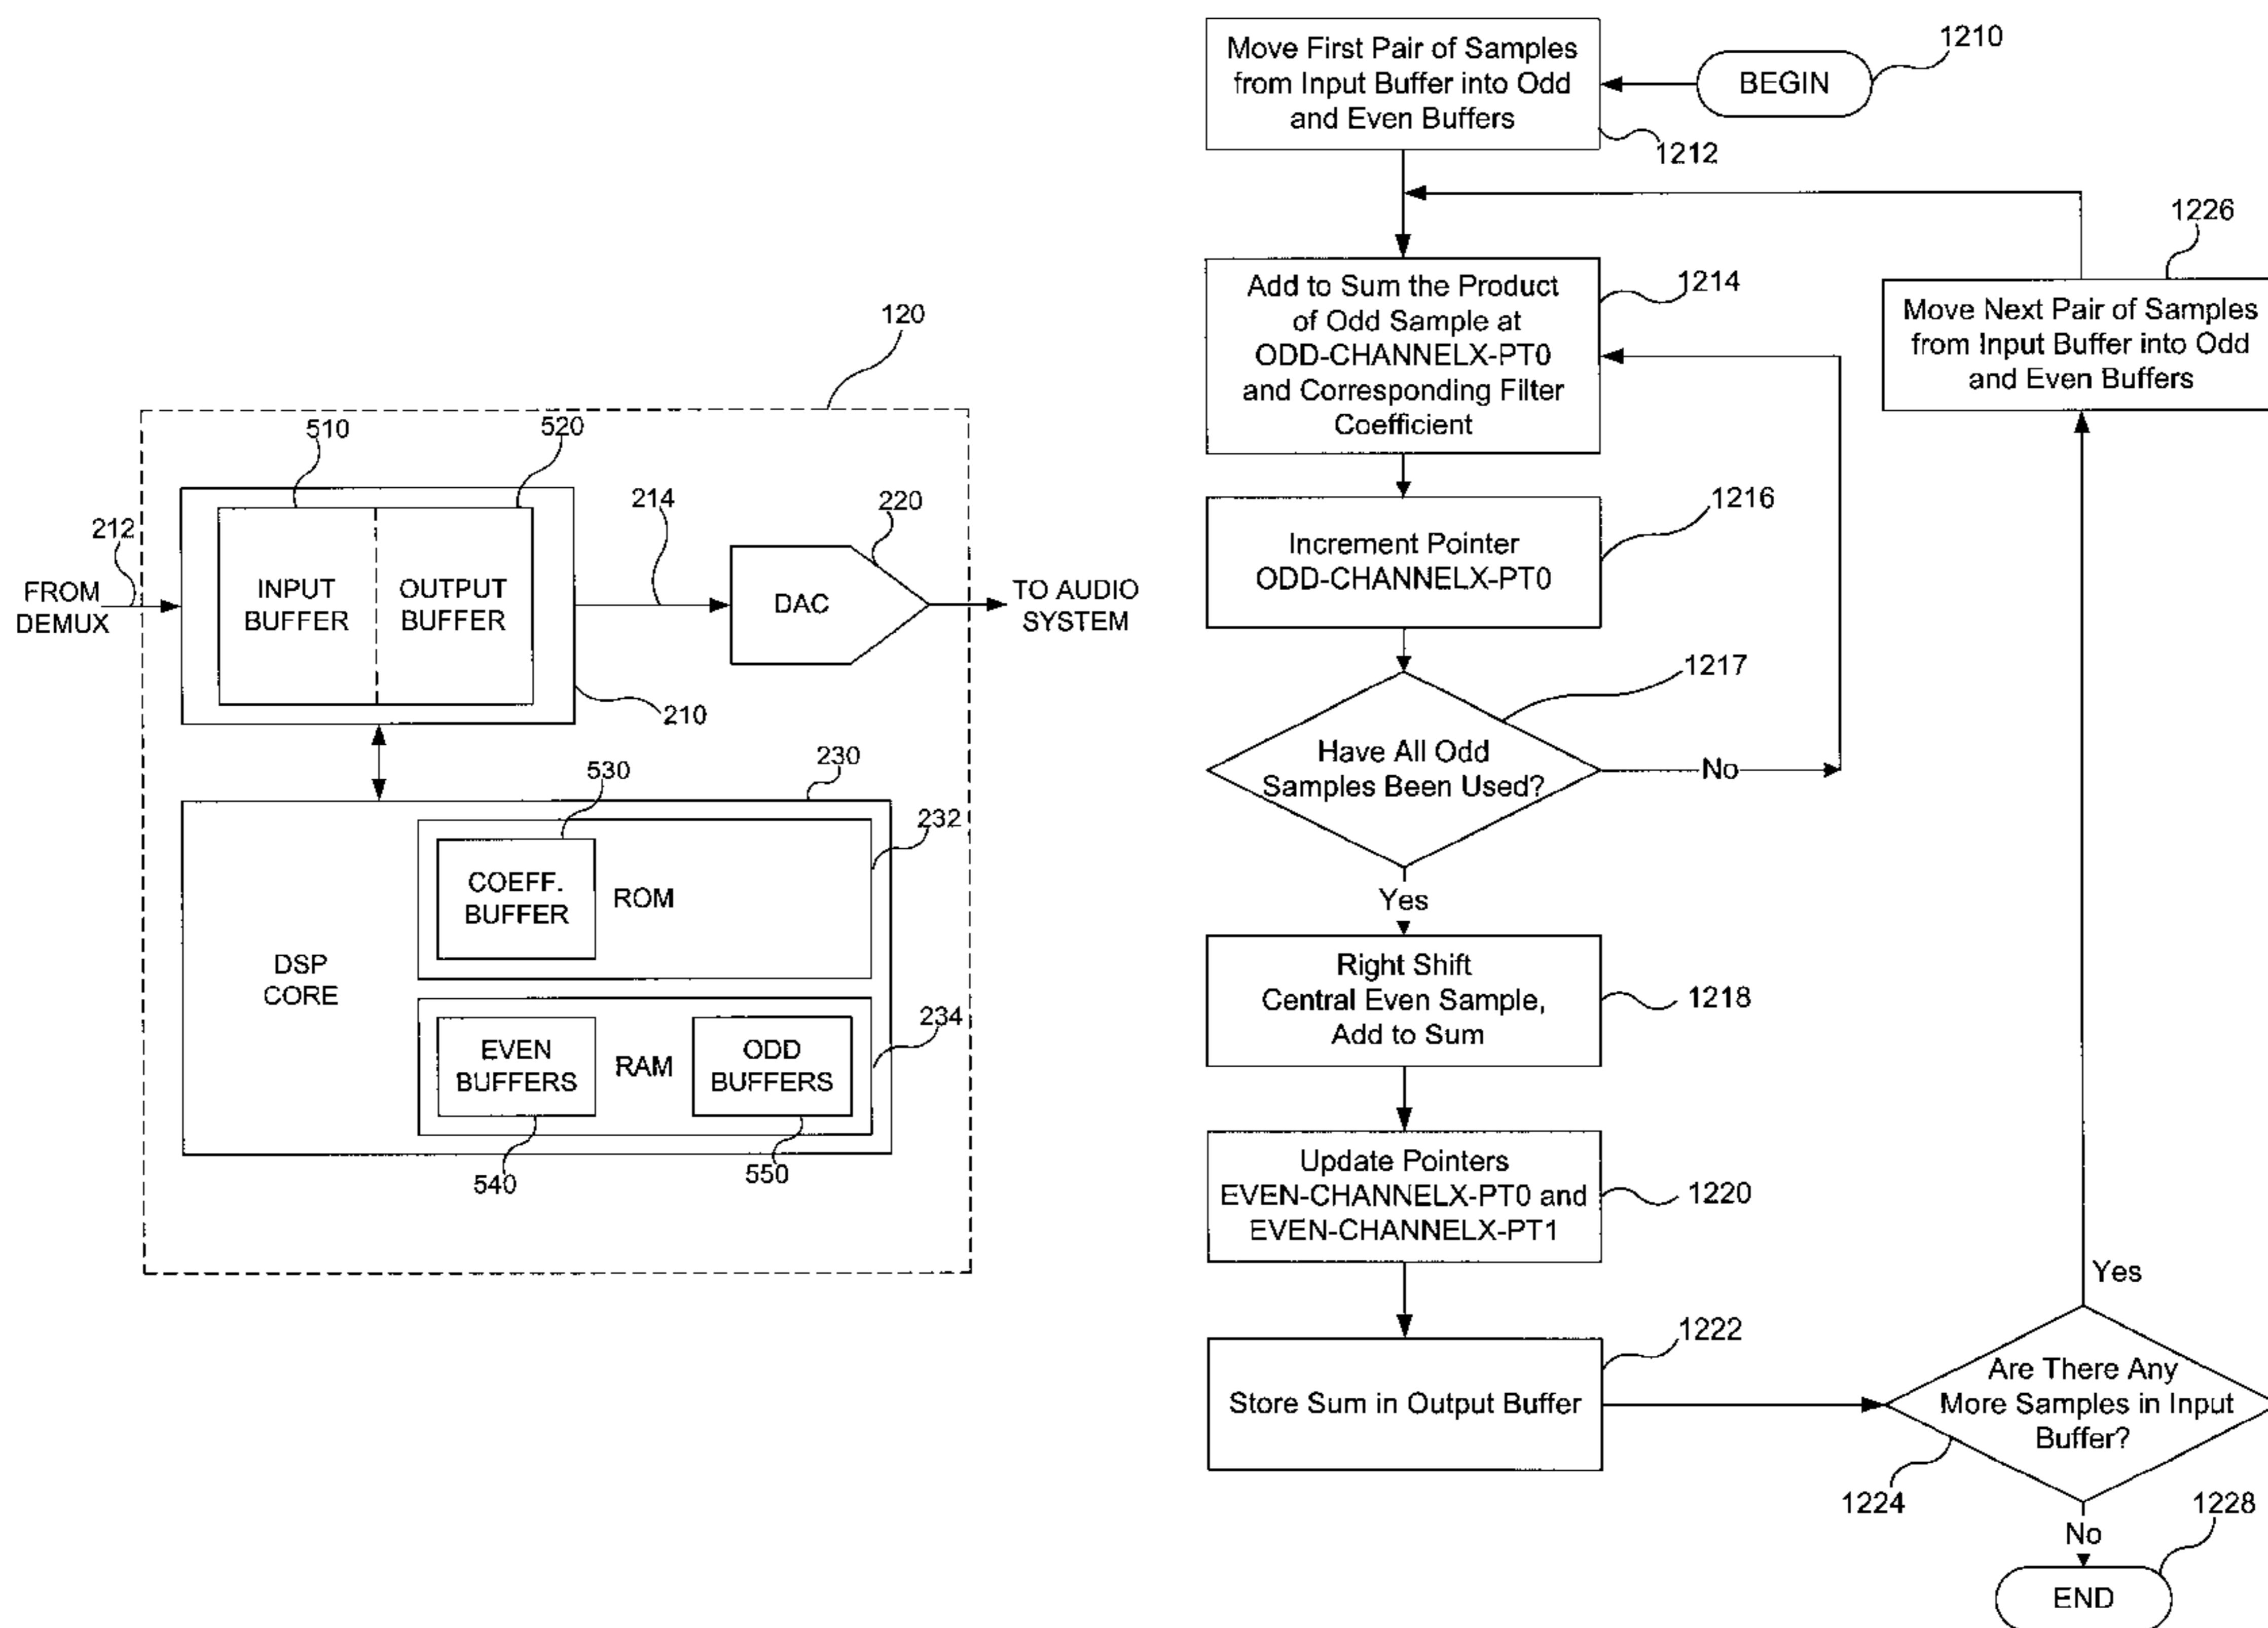 120
510
520
212
214
220
FROM
DEMUX
INPUT
BUFFER
OUTPUT
BUFFER
DAC
TO AUDIO
SYSTEM
210
230
530
232
COEFF.
BUFFER
ROM
DSP
CORE
234
EVEN
BUFFERS
RAM
ODD
BUFFERS
540
550
Move First Pair of Samples
from Input Buffer into Odd
and Even Buffers
BEGIN
1210
1212
1226
Move Next Pair of Samples
from Input Buffer into Odd
and Even Buffers
Add to Sum the Product
of Odd Sample at
ODD-CHANNELX-PT0
and Corresponding Filter
Coefficient
1214
Increment Pointer
ODD-CHANNELX-PT0
1216
1217
Have All Odd
Samples Been Used?
No
Yes
Right Shift
Central Even Sample,
Add to Sum
1218
Update Pointers
EVEN-CHANNELX-PT0 and
EVEN-CHANNELX-PT1
1220
Store Sum in Output Buffer
1222
Yes
Are There Any
More Samples in Input
Buffer?
1224
No
1228
END